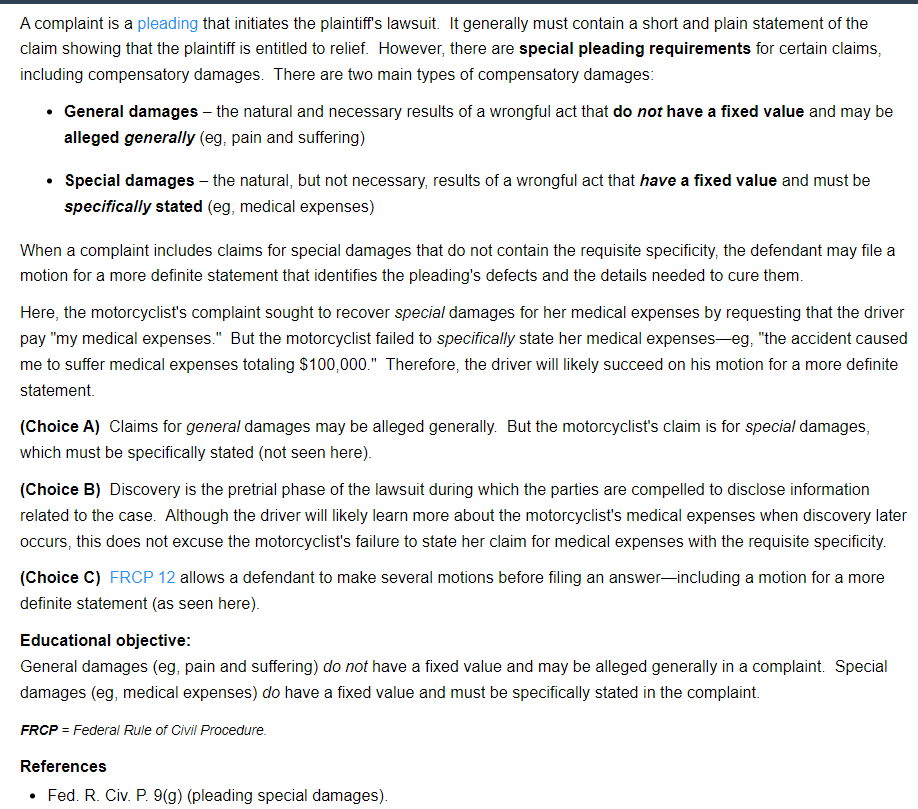 A complaint is a pleading that initiates the plaintiff's lawsuit.  It generally must contain a short and plain statement of the
claim showing that the plaintiff is entitled to relief.  However, there are special pleading requirements for certain claims,
including compensatory damages.  There are two main types of compensatory damages:
• General damages – the natural and necessary results of a wrongful act that do not have a fixed value and may be
alleged generally (eg, pain and suffering)
• Special damages – the natural, but not necessary, results of a wrongful act that have a fixed value and must be
specifically stated (eg, medical expenses)
When a complaint includes claims for special damages that do not contain the requisite specificity, the defendant may file a
motion for a more definite statement that identifies the pleading's defects and the details needed to cure them.
Here, the motorcyclist's complaint sought to recover special damages for her medical expenses by requesting that the driver
pay "my medical expenses."  But the motorcyclist failed to specifically state her medical expenses—eg, "the accident caused
me to suffer medical expenses totaling $100,000."  Therefore, the driver will likely succeed on his motion for a more definite
statement.
(Choice A)  Claims for general damages may be alleged generally.  But the motorcyclist's claim is for special damages,
which must be specifically stated (not seen here).
(Choice B)  Discovery is the pretrial phase of the lawsuit during which the parties are compelled to disclose information
related to the case.  Although the driver will likely learn more about the motorcyclist's medical expenses when discovery later
occurs, this does not excuse the motorcyclist's failure to state her claim for medical expenses with the requisite specificity.
(Choice C)  FRCP 12 allows a defendant to make several motions before filing an answer—including a motion for a more
definite statement (as seen here).
Educational objective:
General damages (eg, pain and suffering) do not have a fixed value and may be alleged generally in a complaint.  Special
damages (eg, medical expenses) do have a fixed value and must be specifically stated in the complaint.
FRCP = Federal Rule of Civil Procedure.
References
• Fed. R. Civ. P. 9(g) (pleading special damages).